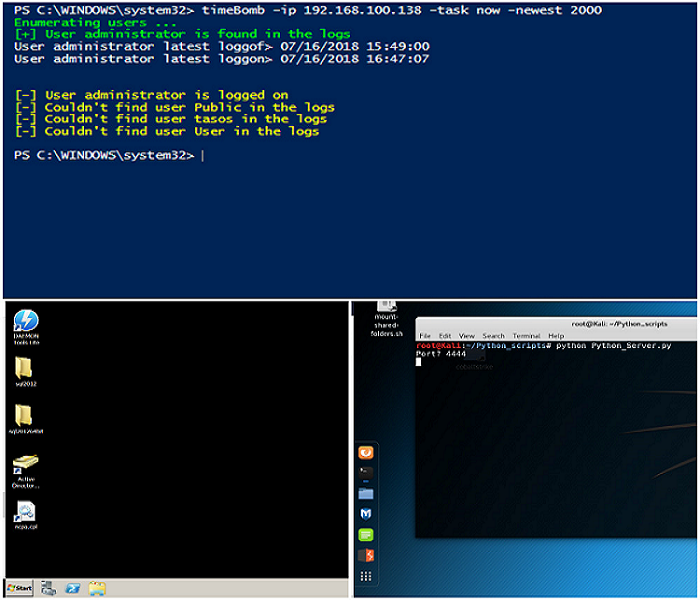 PS C:\WINDOWS\system32> timeBomb -ip 192.168.100.138 -task now -newest 2000
Enumerating users ...
[+] User administrator is found in the logs
User administrator latest loggof> 07/16/2018 15:49:00
User administrator latest loggon> 07/16/2018 16:47:07
[-] User administrator is logged on
[-] Couldn't find user Public in the logs
[-] Couldn't find user tasos in the logs
[-] Couldn't find user User in the logs
PS C:\WINDOWS\system32>
DAEMON
Tools Lite
sql2012
Active
Director...
ncpa.cpl
Start
mount-
shared-
folders.sh
root@Kali: ~/Python_scripts
File Edit View Search Terminal Help
root@Kali:~/Python_scripts# python Python_Server.py
Port? 4444
cobaltstrike